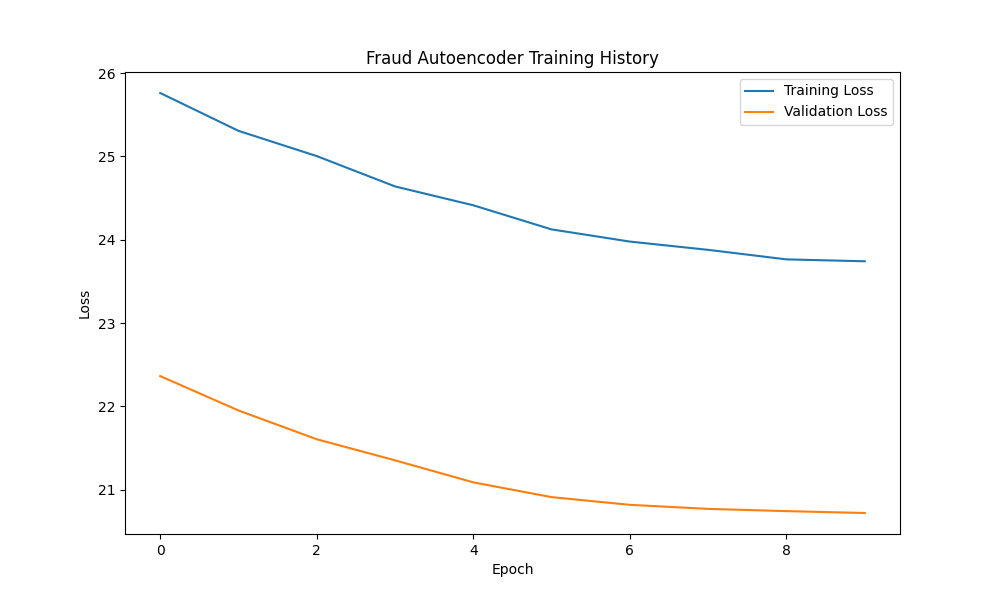 Fraud Autoencoder Training History
Training Loss
Validation Loss
26
25
24
23
22
21
Loss
0 2 4 6 8
Epoch